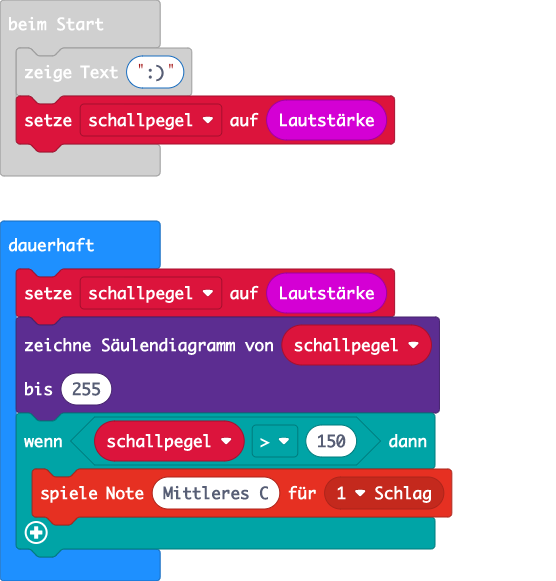 beim Start
zeige Text ":)"
setze schallpegel auf Lautstärke
dauerhaft
setze schallpegel auf Lautstärke
zeichne Säulendiagramm von schallpegel
bis 255
wenn schallpegel > 150 dann
spiele Note Mittleres C für 1 Schlag